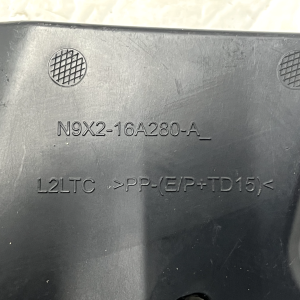 N9X2-16A280-A_
L2LTC >PP-(E/P+TD15)<